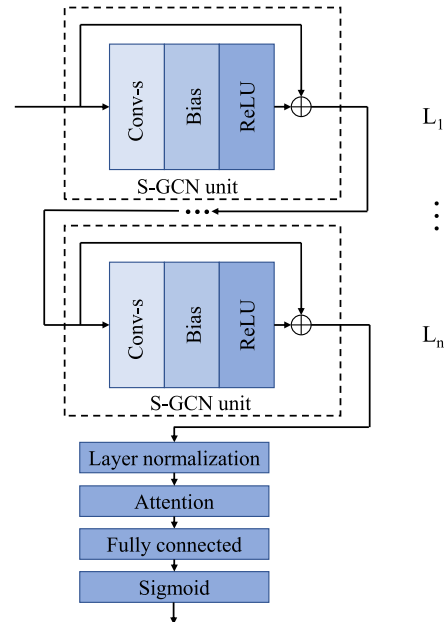 Conv-s
Bias
ReLU
L1
S-GCN unit
Conv-s
Bias
ReLU
Ln
S-GCN unit
Layer normalization
Attention
Fully connected
Sigmoid